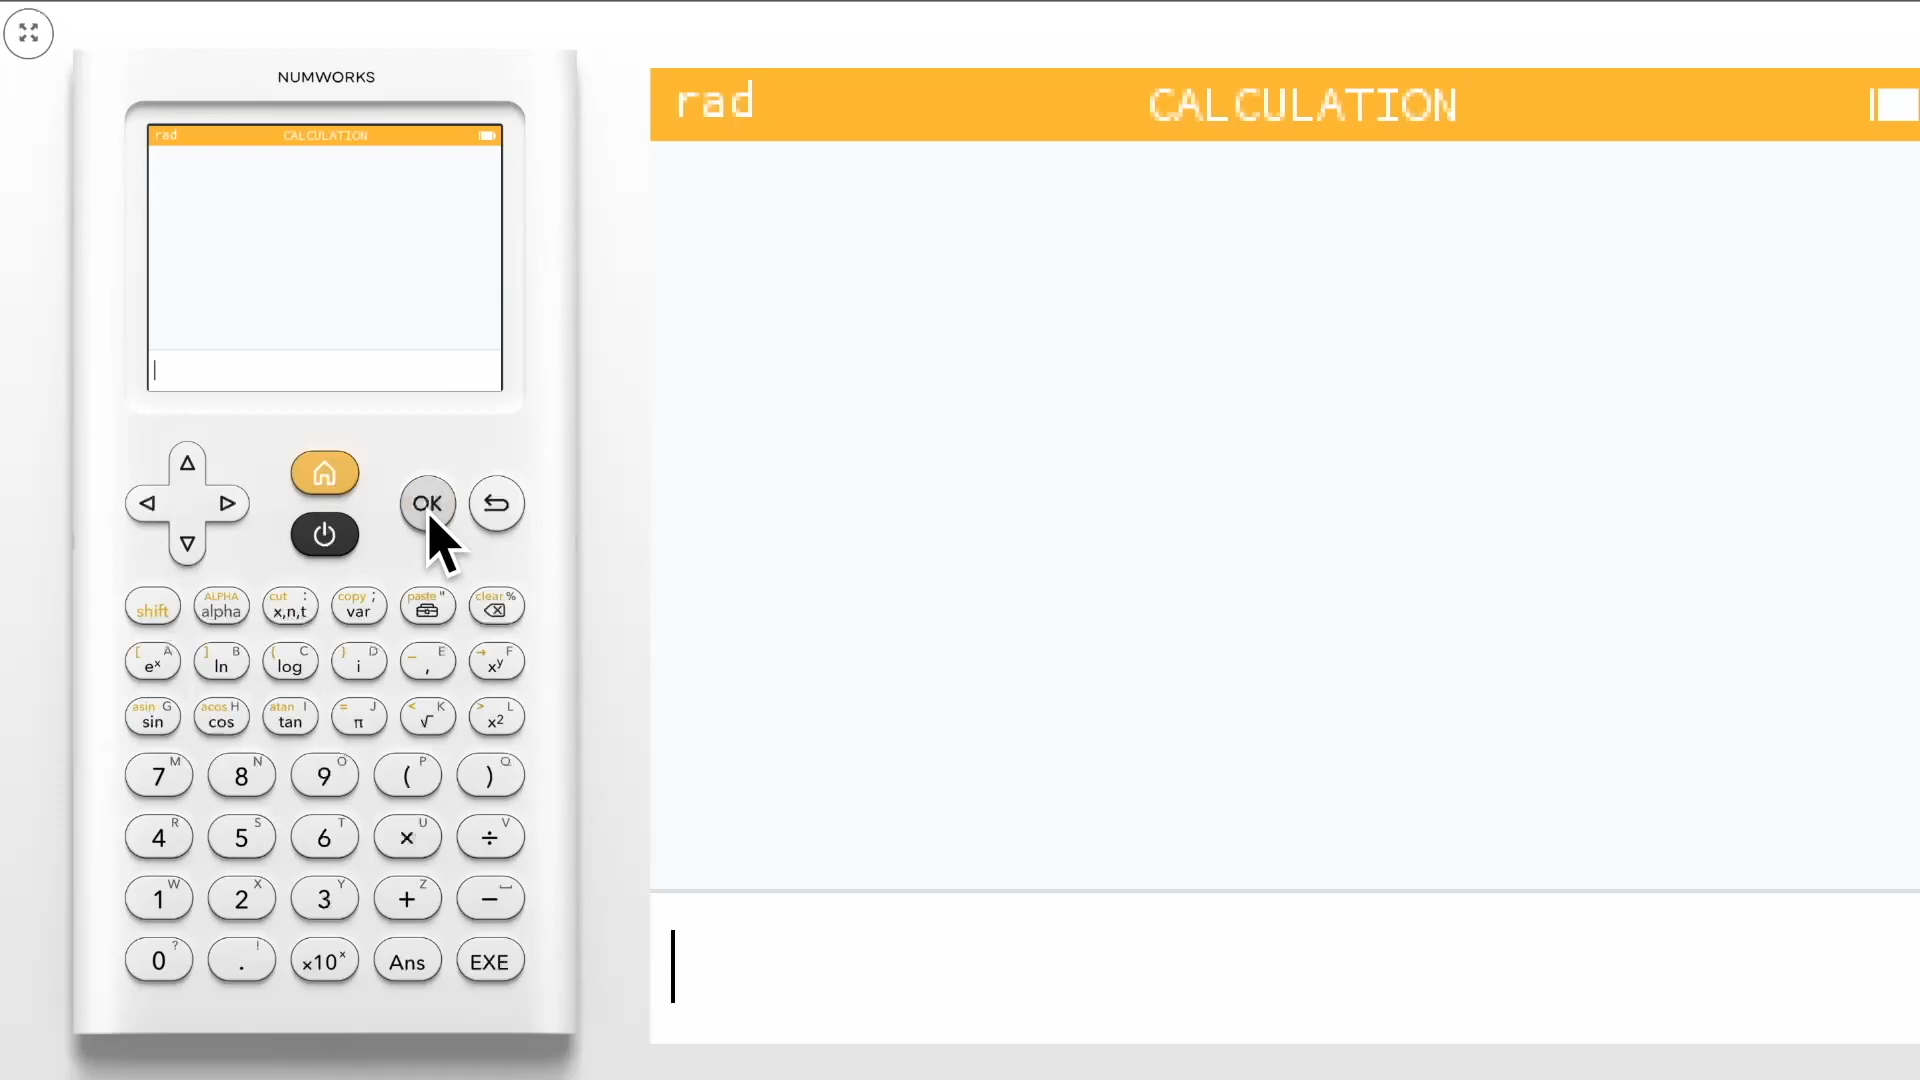 NUMWORKS
rad CALCULATION
rad CALCULATION
OK
shift
ALPHA alpha
cut : x,n,t
copy ; var
paste "
clear %
[ A eˣ
] B ln
{ C log
} D i
_ E ,
→ F xʸ
asin G sin
acos H cos
atan I tan
= J π
< K √
> L x²
7 M
8 N
9 O
( P
) Q
4 R
5 S
6 T
× U
÷ V
1 W
2 X
3 Y
+ Z
− ␣
0 ?
. !
×10ˣ
Ans
EXE